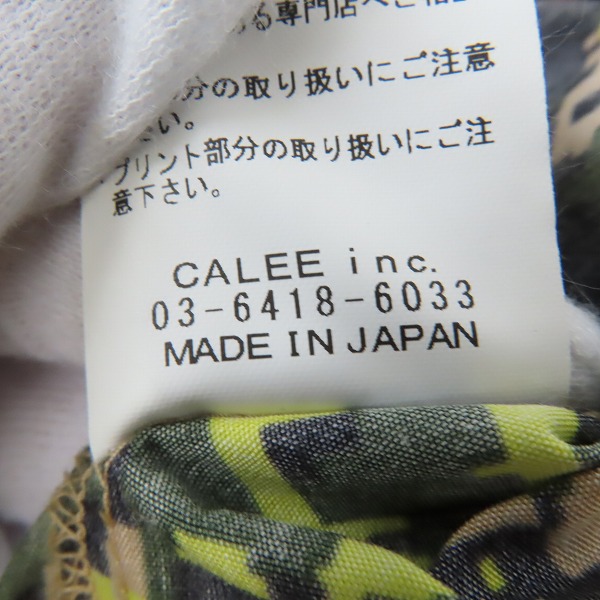 る専門店へご相
部分の取り扱いにご注意
さい。
・プリント部分の取り扱いにご注
意下さい。
CALEE inc.
03-6418-6033
MADE IN JAPAN